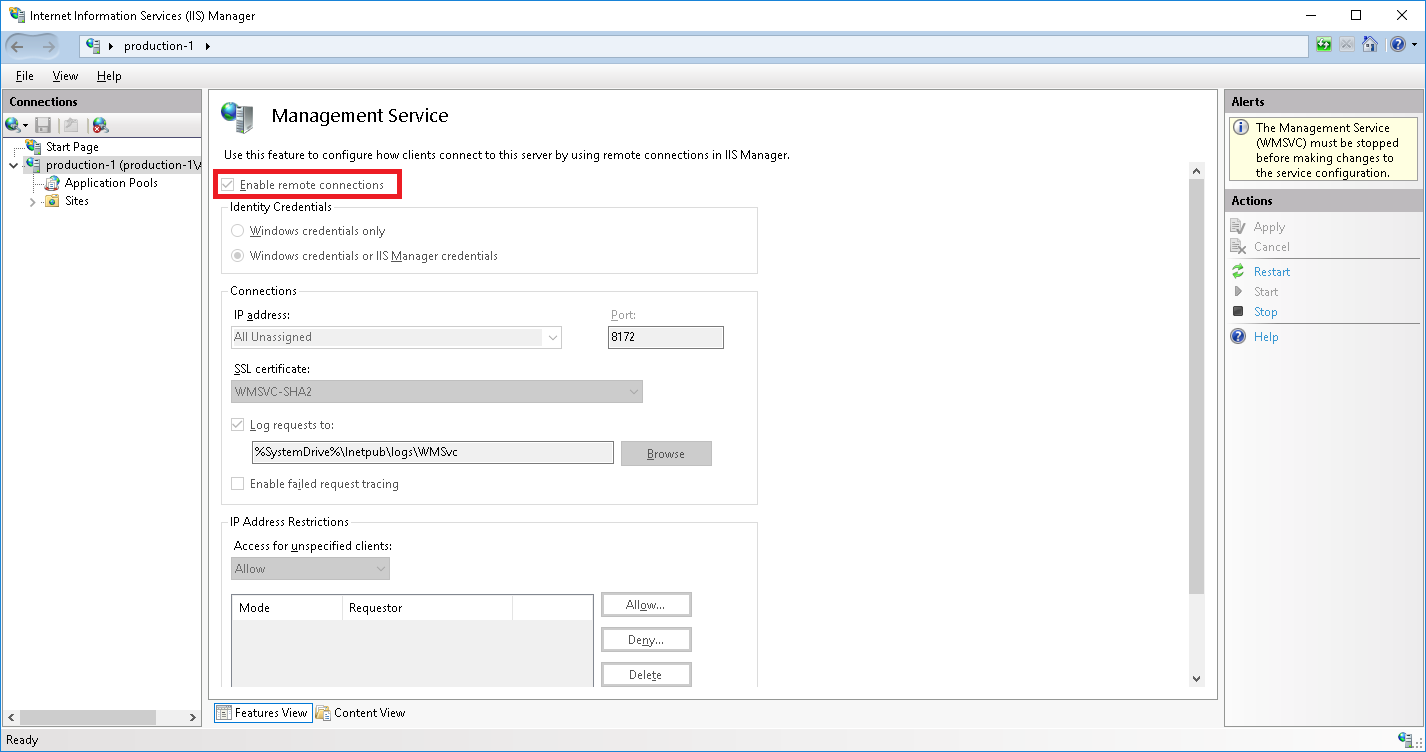 Internet Information Services (IIS) Manager
production-1
File View Help
Connections
Start Page
production-1 (production-1\A
Application Pools
Sites
Management Service
Use this feature to configure how clients connect to this server by using remote connections in IIS Manager.
Enable remote connections
Identity Credentials
Windows credentials only
Windows credentials or IIS Manager credentials
Connections
IP address: Port:
All Unassigned 8172
SSL certificate:
WMSVC-SHA2
Log requests to:
%SystemDrive%\Inetpub\logs\WMSvc Browse
Enable failed request tracing
IP Address Restrictions
Access for unspecified clients:
Allow
Mode Requestor
Allow...
Deny...
Delete
Features View Content View
Alerts
The Management Service
(WMSVC) must be stopped
before making changes to
the service configuration.
Actions
Apply
Cancel
Restart
Start
Stop
Help
Ready